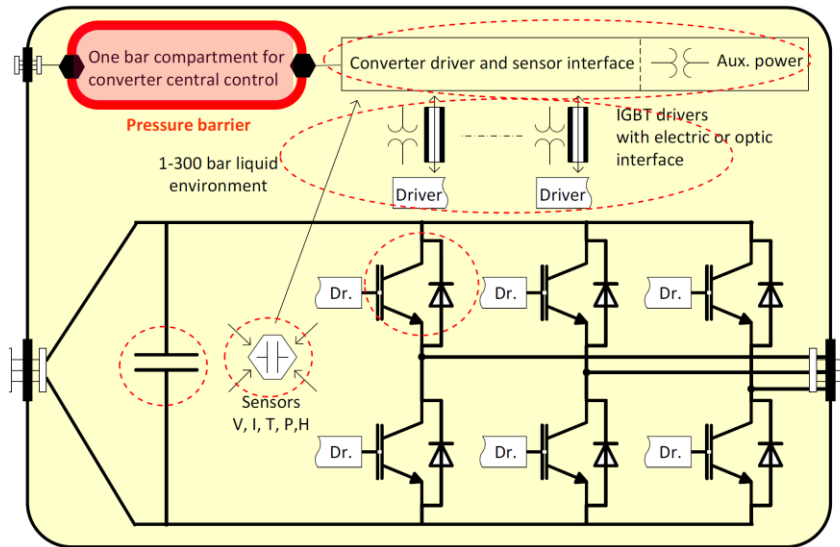 One bar compartment for
converter central control
Converter driver and sensor interface
Aux. power
Pressure barrier
IGBT drivers
with electric or optic
interface
1-300 bar liquid
environment
Driver
Driver
Dr.
Dr.
Dr.
Sensors
V, I, T, P,H
Dr.
Dr.
Dr.